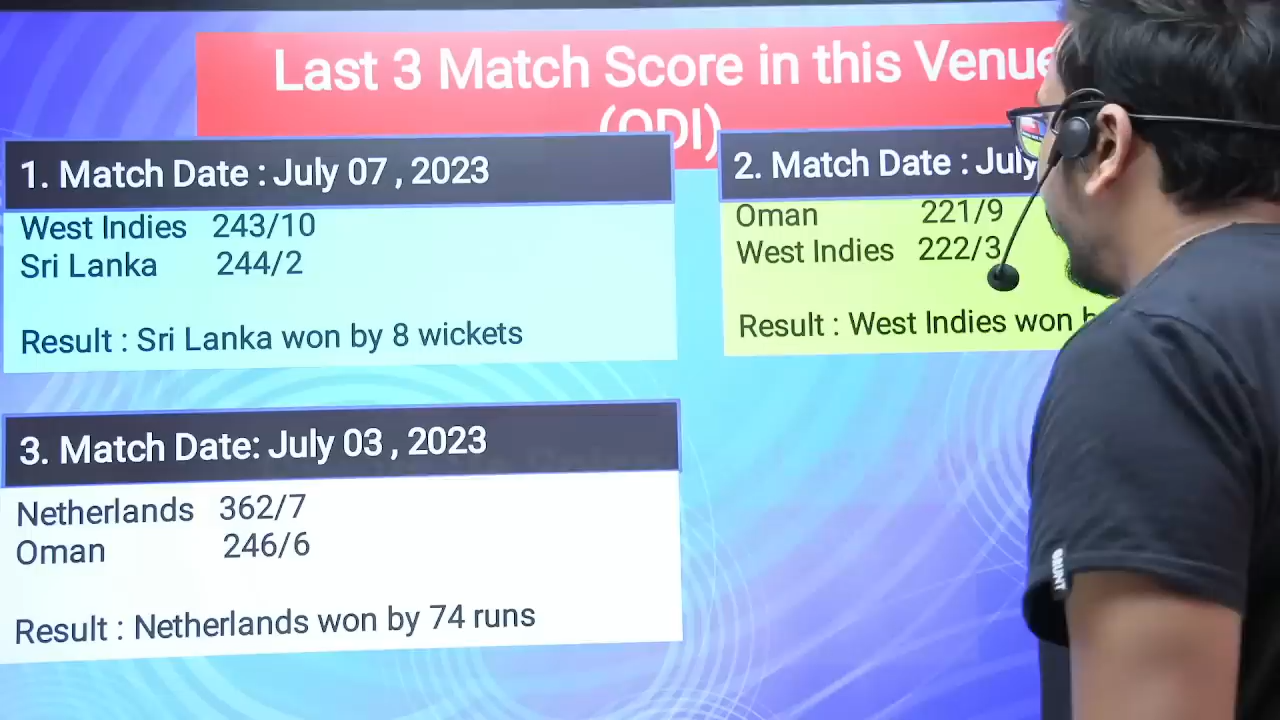 Last 3 Match Score in this Venue
(ODI)
1. Match Date : July 07 , 2023
West Indies 243/10
Sri Lanka 244/2
Result : Sri Lanka won by 8 wickets
2. Match Date : July
Oman 221/9
West Indies 222/3
Result : West Indies won
3. Match Date: July 03 , 2023
Netherlands 362/7
Oman 246/6
Result : Netherlands won by 74 runs
GRUNT